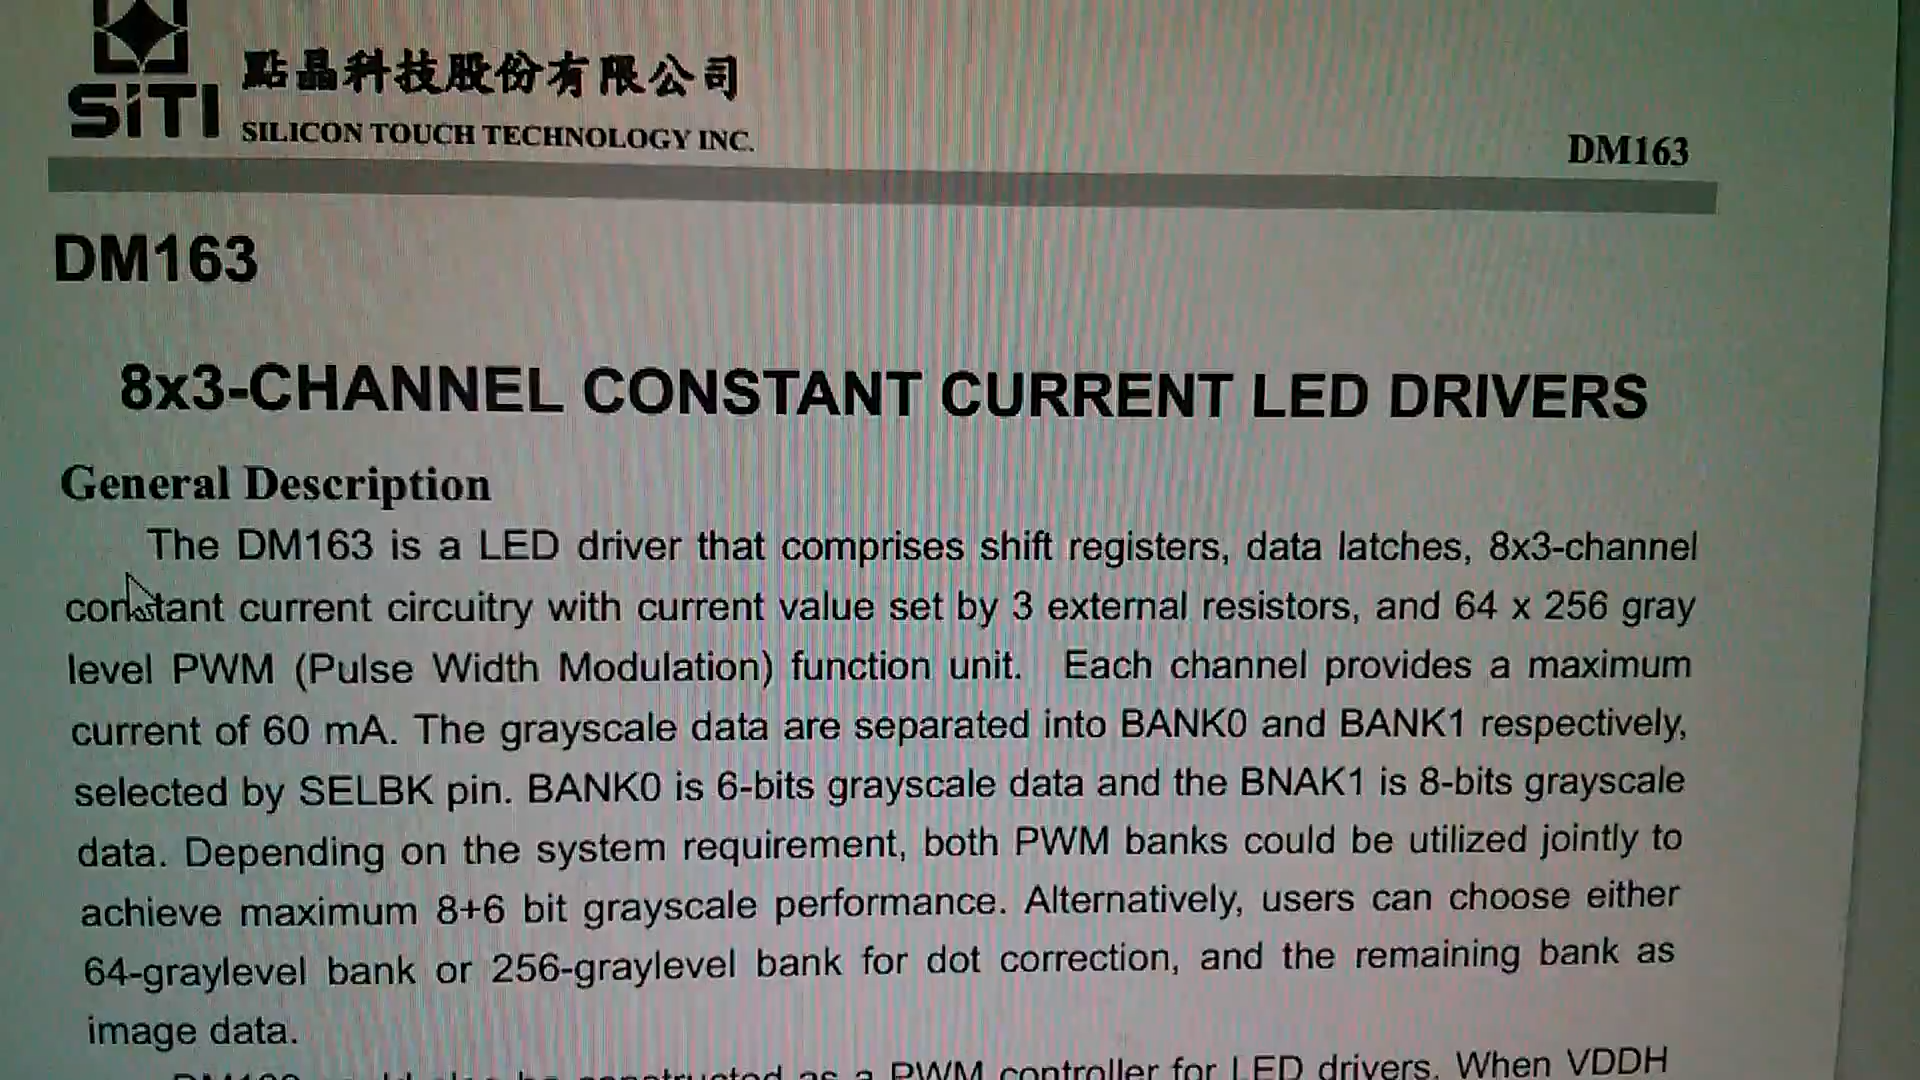 點晶科技股份有限公司
SiTI
SILICON TOUCH TECHNOLOGY INC.
DM163
DM163
8x3-CHANNEL CONSTANT CURRENT LED DRIVERS
General Description
The DM163 is a LED driver that comprises shift registers, data latches, 8x3-channel
constant current circuitry with current value set by 3 external resistors, and 64 x 256 gray
level PWM (Pulse Width Modulation) function unit. Each channel provides a maximum
current of 60 mA. The grayscale data are separated into BANK0 and BANK1 respectively,
selected by SELBK pin. BANK0 is 6-bits grayscale data and the BNAK1 is 8-bits grayscale
data. Depending on the system requirement, both PWM banks could be utilized jointly to
achieve maximum 8+6 bit grayscale performance. Alternatively, users can choose either
64-graylevel bank or 256-graylevel bank for dot correction, and the remaining bank as
image data.
constructed as a PWM controller for LED drivers. When VDDH